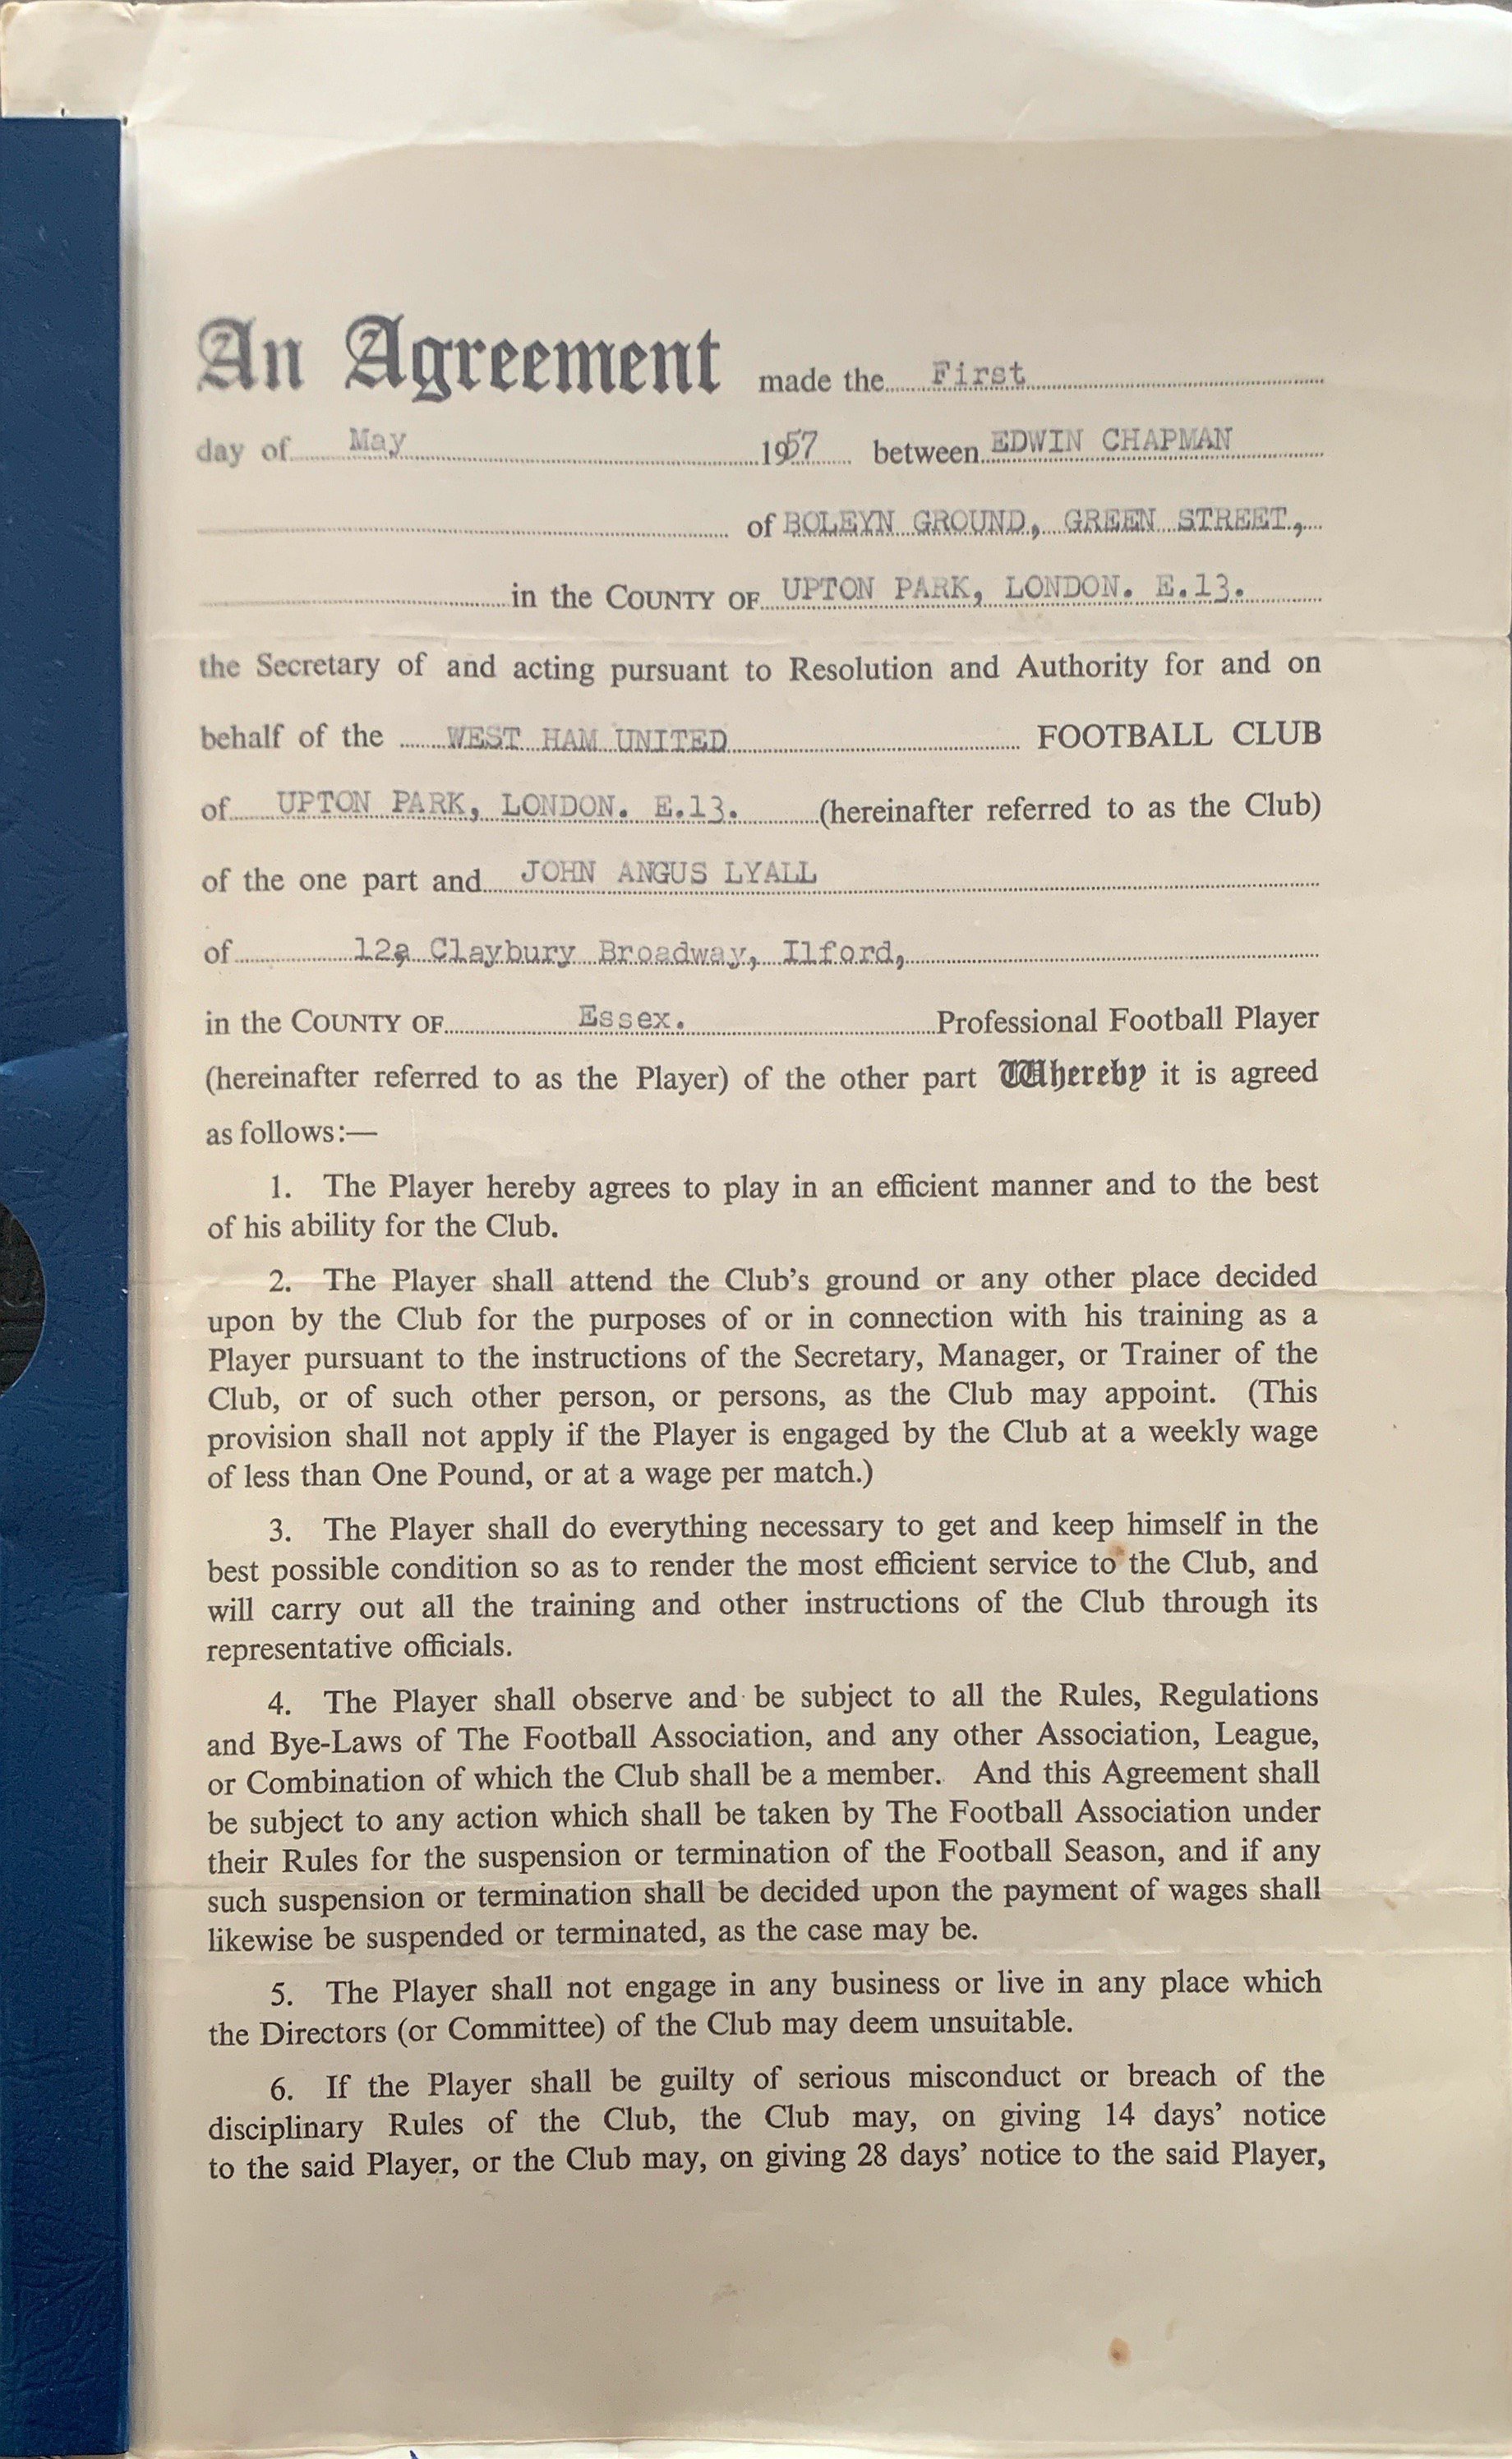 An Agreement made the First
day of May 1957 between EDWIN CHAPMAN
of BOLEYN GROUND, GREEN STREET,
in the COUNTY OF UPTON PARK, LONDON. E.13.
the Secretary of and acting pursuant to Resolution and Authority for and on
behalf of the WEST HAM UNITED FOOTBALL CLUB
of UPTON PARK, LONDON. E.13. (hereinafter referred to as the Club)
of the one part and JOHN ANGUS LYALL
of 12a Claybury Broadway, Ilford,
in the COUNTY OF Essex. Professional Football Player
(hereinafter referred to as the Player) of the other part Whereby it is agreed
as follows:—
1. The Player hereby agrees to play in an efficient manner and to the best
of his ability for the Club.
2. The Player shall attend the Club's ground or any other place decided
upon by the Club for the purposes of or in connection with his training as a
Player pursuant to the instructions of the Secretary, Manager, or Trainer of the
Club, or of such other person, or persons, as the Club may appoint. (This
provision shall not apply if the Player is engaged by the Club at a weekly wage
of less than One Pound, or at a wage per match.)
3. The Player shall do everything necessary to get and keep himself in the
best possible condition so as to render the most efficient service to the Club, and
will carry out all the training and other instructions of the Club through its
representative officials.
4. The Player shall observe and be subject to all the Rules, Regulations
and Bye-Laws of The Football Association, and any other Association, League,
or Combination of which the Club shall be a member. And this Agreement shall
be subject to any action which shall be taken by The Football Association under
their Rules for the suspension or termination of the Football Season, and if any
such suspension or termination shall be decided upon the payment of wages shall
likewise be suspended or terminated, as the case may be.
5. The Player shall not engage in any business or live in any place which
the Directors (or Committee) of the Club may deem unsuitable.
6. If the Player shall be guilty of serious misconduct or breach of the
disciplinary Rules of the Club, the Club may, on giving 14 days' notice
to the said Player, or the Club may, on giving 28 days' notice to the said Player,